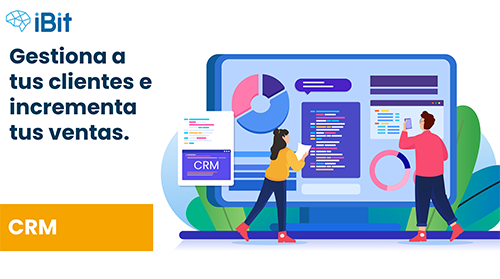 iBit
Gestiona a
tus clientes e
incrementa
tus ventas.
CRM
CRM